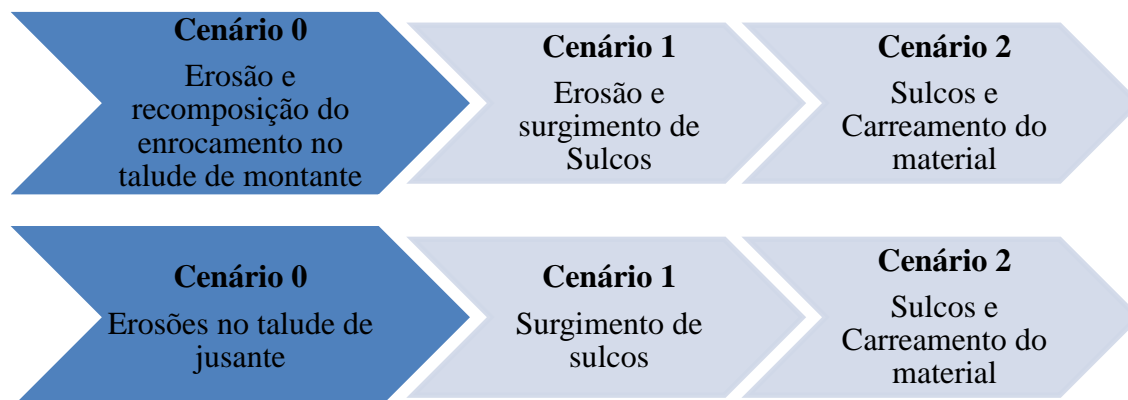 Cenário 0
Erosão e
recomposição do
enrocamento no
talude de montante
Cenário 1
Erosão e
surgimento de
Sulcos
Cenário 2
Sulcos e
Carreamento do
material
Cenário 0
Erosões no talude de
jusante
Cenário 1
Surgimento de
sulcos
Cenário 2
Sulcos e
Carreamento do
material